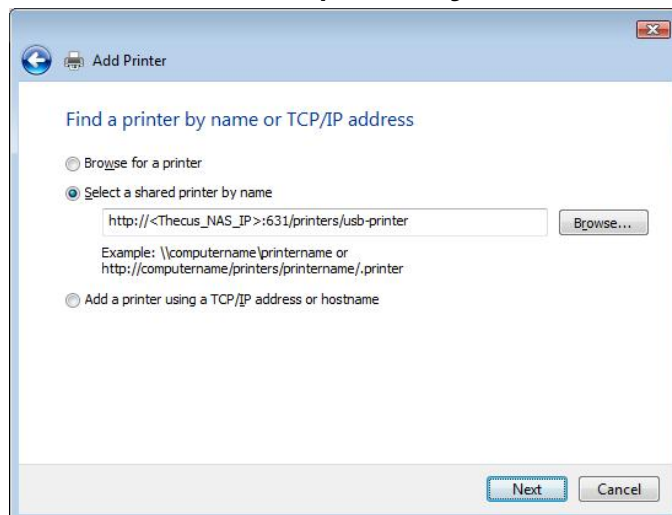 Add Printer
Find a printer by name or TCP/IP address
Browse for a printer
Select a shared printer by name
http://<Thecus_NAS_IP>:631/printers/usb-printer
Browse...
Example: \\computername\printername or
http://computername/printers/printername/.printer
Add a printer using a TCP/IP address or hostname
Next
Cancel